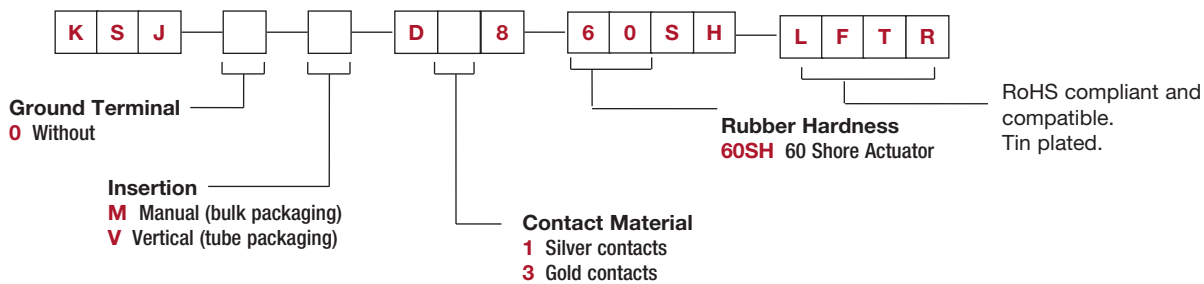 K S J D 8 6 0 S H L F T R
Ground Terminal
0 Without
Insertion
M Manual (bulk packaging)
V Vertical (tube packaging)
Contact Material
1 Silver contacts
3 Gold contacts
Rubber Hardness
60SH 60 Shore Actuator
RoHS compliant and
compatible.
Tin plated.